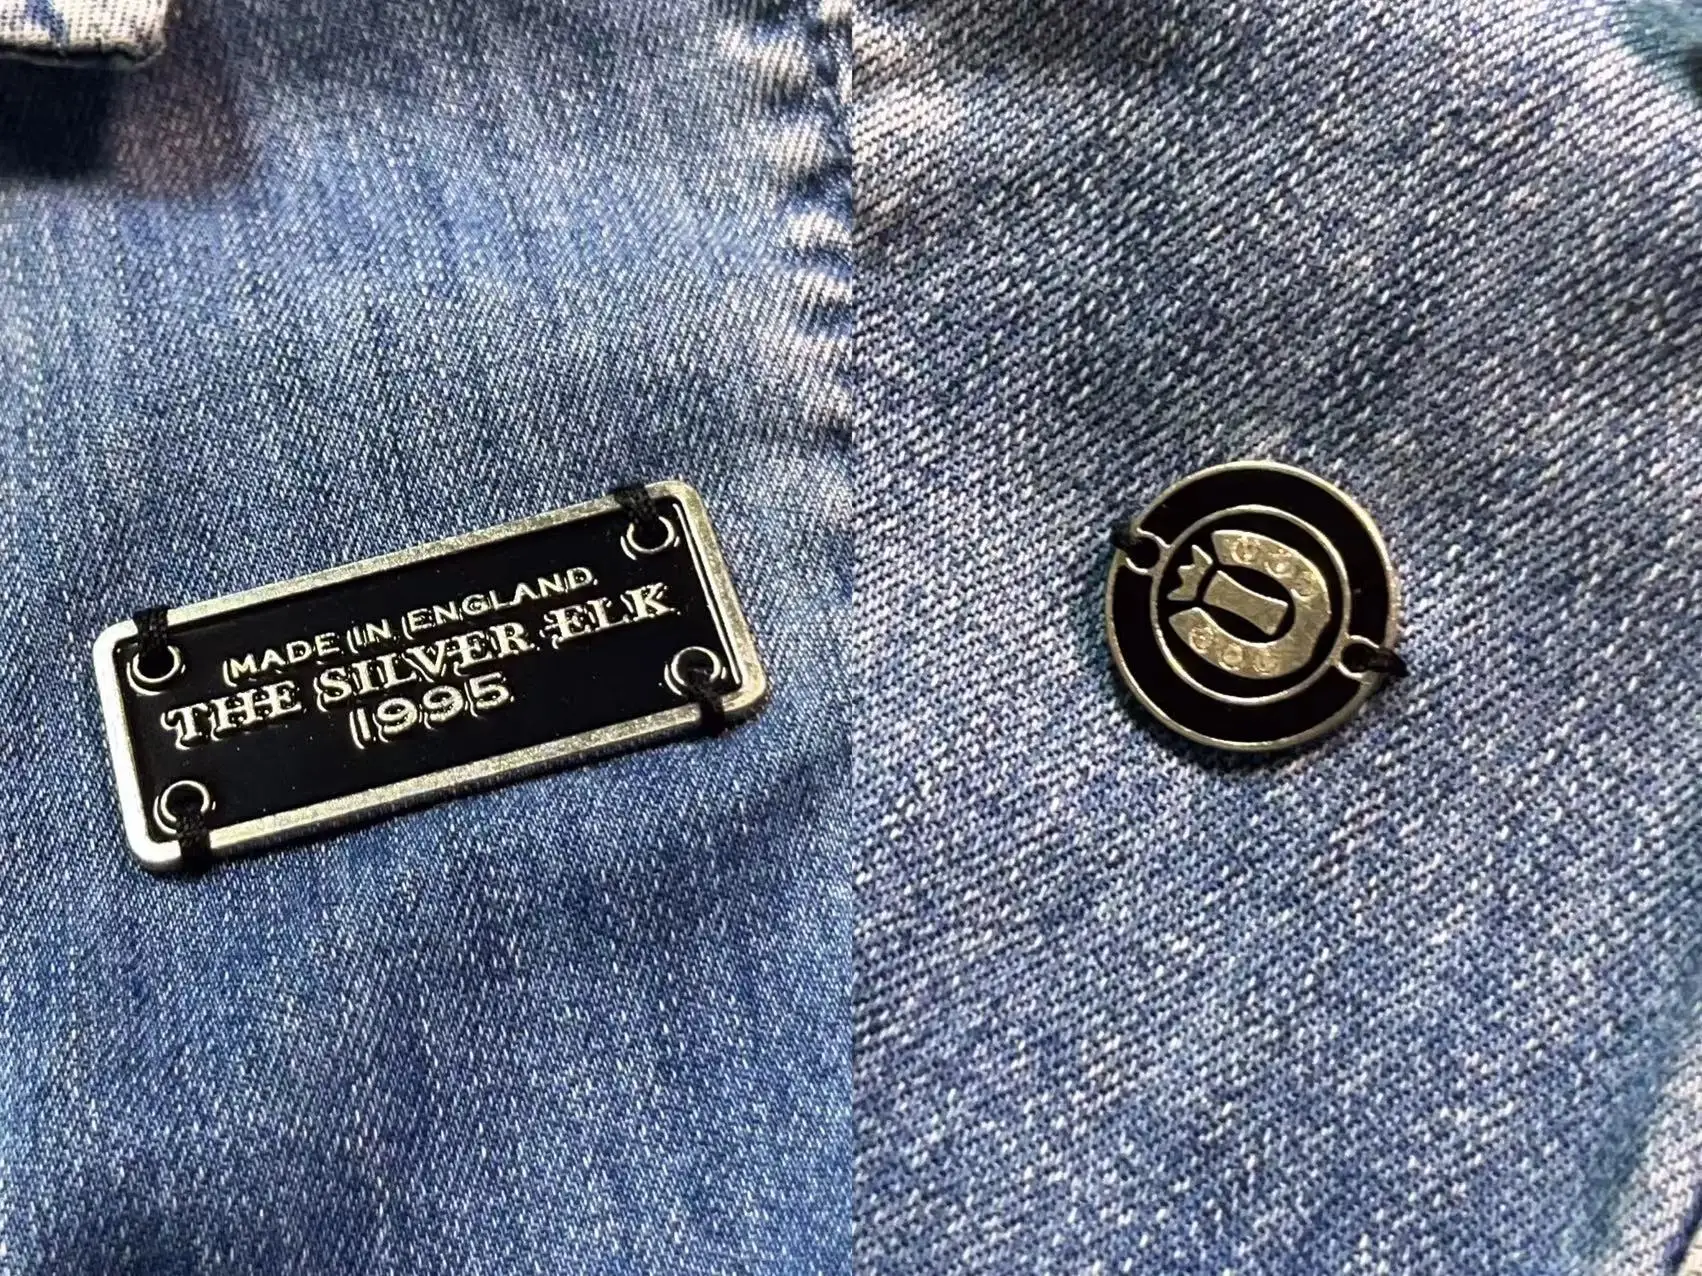 MADE IN ENGLAND
THE SILVER ELK
1995